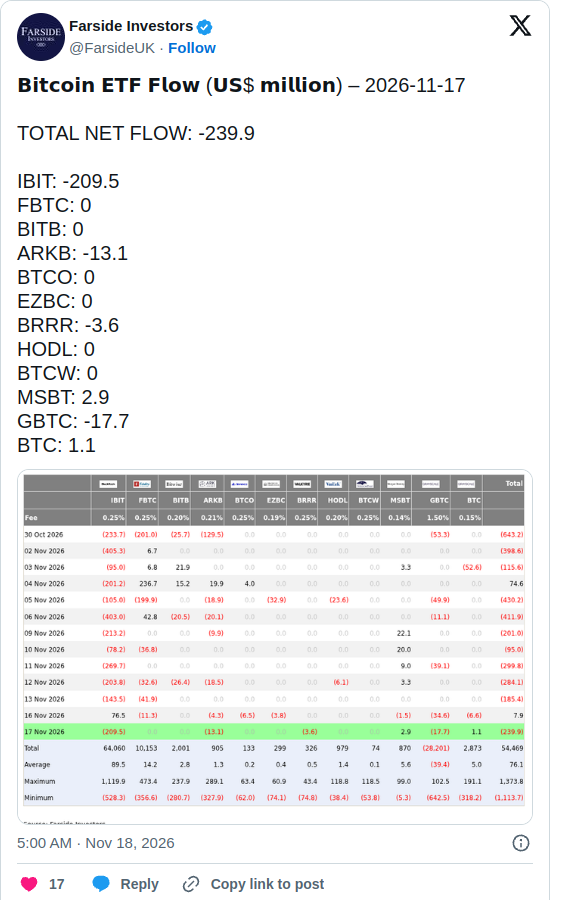 Farside Investors
@FarsideUK · Follow
Bitcoin ETF Flow (US$ million) – 2026-11-17
TOTAL NET FLOW: -239.9
IBIT: -209.5
FBTC: 0
BITB: 0
ARKB: -13.1
BTCO: 0
EZBC: 0
BRRR: -3.6
HODL: 0
BTCW: 0
MSBT: 2.9
GBTC: -17.7
BTC: 1.1
Total
IBIT FBTC BITB ARKB BTCO EZBC BRRR HODL BTCW MSBT GBTC BTC
Fee 0.25% 0.25% 0.20% 0.21% 0.25% 0.19% 0.25% 0.20% 0.25% 0.14% 1.50% 0.15%
30 Oct 2026 (233.7) (201.0) (25.7) (129.5) 0.0 0.0 0.0 0.0 0.0 (53.3) 0.0 (643.2)
02 Nov 2026 (405.3) 6.7 0.0 0.0 0.0 0.0 0.0 0.0 0.0 0.0 0.0 (398.6)
03 Nov 2026 (95.0) 6.8 21.9 0.0 0.0 0.0 0.0 0.0 0.0 3.3 0.0 (52.6) (115.6)
04 Nov 2026 (201.2) 236.7 15.2 19.9 4.0 0.0 0.0 0.0 0.0 0.0 0.0 74.6
05 Nov 2026 (105.0) (199.9) 0.0 (18.9) 0.0 (32.9) 0.0 (23.6) 0.0 (49.9) 0.0 (430.2)
06 Nov 2026 (403.0) 42.8 (20.5) (20.1) 0.0 0.0 0.0 0.0 0.0 (11.1) 0.0 (411.9)
09 Nov 2026 (213.2) 0.0 0.0 (9.9) 0.0 0.0 0.0 0.0 0.0 22.1 0.0 0.0 (201.0)
10 Nov 2026 (78.2) (36.8) 0.0 0.0 0.0 0.0 0.0 0.0 0.0 20.0 0.0 0.0 (95.0)
11 Nov 2026 (269.7) 0.0 0.0 0.0 0.0 0.0 0.0 0.0 0.0 9.0 (39.1) 0.0 (299.8)
12 Nov 2026 (203.8) (32.6) (26.4) (18.5) 0.0 0.0 0.0 (6.1) 0.0 3.3 0.0 0.0 (284.1)
13 Nov 2026 (143.5) (41.9) 0.0 0.0 0.0 0.0 0.0 0.0 0.0 0.0 0.0 (185.4)
16 Nov 2026 76.5 (11.3) 0.0 (4.3) (6.5) (3.8) 0.0 0.0 0.0 (1.5) (34.6) (6.6) 7.9
17 Nov 2026 (209.5) 0.0 0.0 (13.1) 0.0 0.0 (3.6) 0.0 0.0 2.9 (17.7) 1.1 (239.9)
Total 64,060 10,153 2,001 905 133 299 326 979 74 870 (28,201) 2,873 54,469
Average 89.5 14.2 2.8 1.3 0.2 0.4 0.5 1.4 0.1 5.6 (39.4) 5.0 76.1
Maximum 1,119.9 473.4 237.9 289.1 63.4 60.9 43.4 118.8 118.5 99.0 102.5 191.1 1,373.8
Minimum (528.3) (356.6) (280.7) (327.9) (62.0) (74.1) (74.8) (38.4) (53.8) (5.3) (642.5) (318.2) (1,113.7)
Source: Farside Investors
5:00 AM · Nov 18, 2026
17 Reply Copy link to post